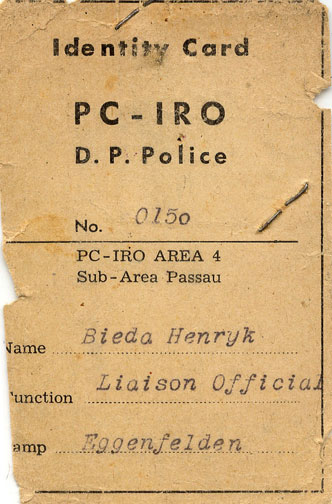 Identity Card
PC-IRO
D. P. Police
No. 0150
PC-IRO AREA 4
Sub-Area Passau
Name Bieda Henryk
unction Liaison Official
amp Eggenfelden